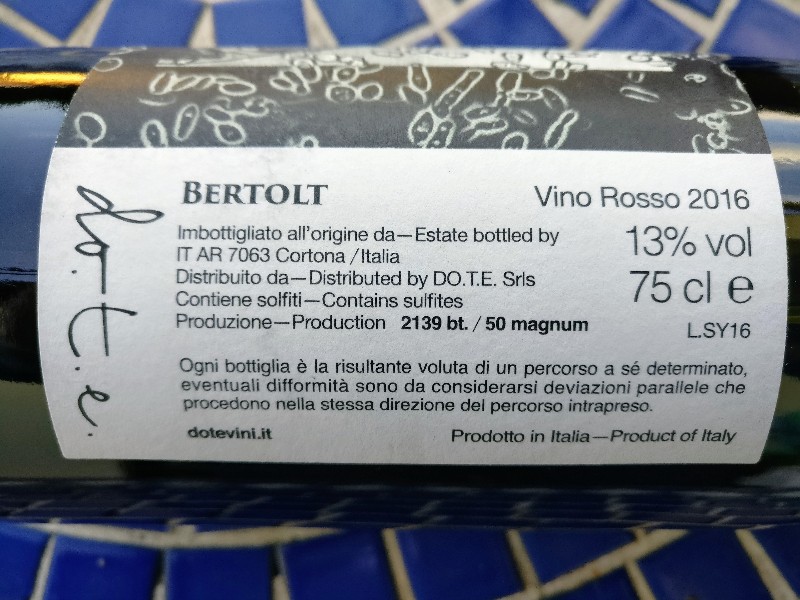 do.t.e.
BERTOLT
Vino Rosso 2016
Imbottigliato all'origine da—Estate bottled by
IT AR 7063 Cortona /Italia
Distribuito da—Distributed by DO.T.E. Srls
Contiene solfiti—Contains sulfites
Produzione—Production 2139 bt. / 50 magnum
13% vol
75 cl e
L.SY16
Ogni bottiglia è la risultante voluta di un percorso a sé determinato,
eventuali difformità sono da considerarsi deviazioni parallele che
procedono nella stessa direzione del percorso intrapreso.
dotevini.it
Prodotto in Italia—Product of Italy